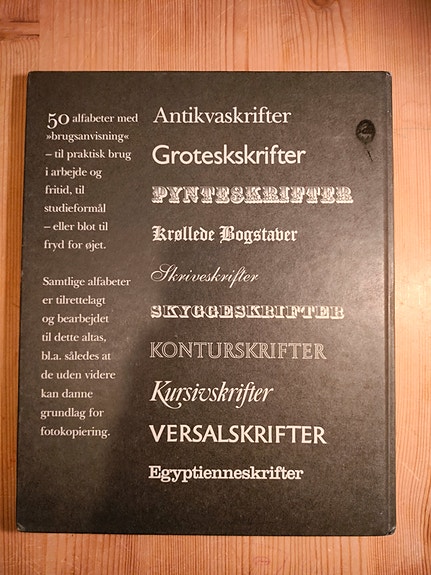 50 alfabeter med
»brugsanvisning«
– til praktisk brug
i arbejde og
fritid, til
studieformål
– eller blot til
fryd for øjet.
Samtlige alfabeter
er tilrettelagt
og bearbejdet
til dette altas,
bl.a. således at
de uden videre
kan danne
grundlag for
fotokopiering.
Antikvaskrifter
Groteskskrifter
PYNTESKRIFTER
Krøllede Bogstaver
Skriveskrifter
SKYGGESKRIFTER
KONTURSKRIFTER
Kursivskrifter
VERSALSKRIFTER
Egyptienneskrifter